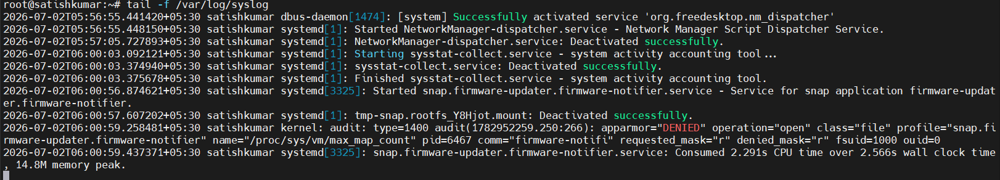 root@satishkumar:~# tail -f /var/log/syslog
2026-07-02T05:56:55.441420+05:30 satishkumar dbus-daemon[1474]: [system] Successfully activated service 'org.freedesktop.nm_dispatcher'
2026-07-02T05:56:55.448150+05:30 satishkumar systemd[1]: Started NetworkManager-dispatcher.service - Network Manager Script Dispatcher Service.
2026-07-02T05:57:05.727893+05:30 satishkumar systemd[1]: NetworkManager-dispatcher.service: Deactivated successfully.
2026-07-02T06:00:03.092121+05:30 satishkumar systemd[1]: Starting sysstat-collect.service - system activity accounting tool...
2026-07-02T06:00:03.374940+05:30 satishkumar systemd[1]: sysstat-collect.service: Deactivated successfully.
2026-07-02T06:00:03.375678+05:30 satishkumar systemd[1]: Finished sysstat-collect.service - system activity accounting tool.
2026-07-02T06:00:56.874621+05:30 satishkumar systemd[3325]: Started snap.firmware-updater.firmware-notifier.service - Service for snap application firmware-updat
er.firmware-notifier.
2026-07-02T06:00:57.607202+05:30 satishkumar systemd[1]: tmp-snap.rootfs_Y8Hjot.mount: Deactivated successfully.
2026-07-02T06:00:59.258481+05:30 satishkumar kernel: audit: type=1400 audit(1782952259.250:266): apparmor="DENIED" operation="open" class="file" profile="snap.fi
rmware-updater.firmware-notifier" name="/proc/sys/vm/max_map_count" pid=6467 comm="firmware-notifi" requested_mask="r" denied_mask="r" fsuid=1000 ouid=0
2026-07-02T06:00:59.437371+05:30 satishkumar systemd[3325]: snap.firmware-updater.firmware-notifier.service: Consumed 2.291s CPU time over 2.566s wall clock time
, 14.8M memory peak.